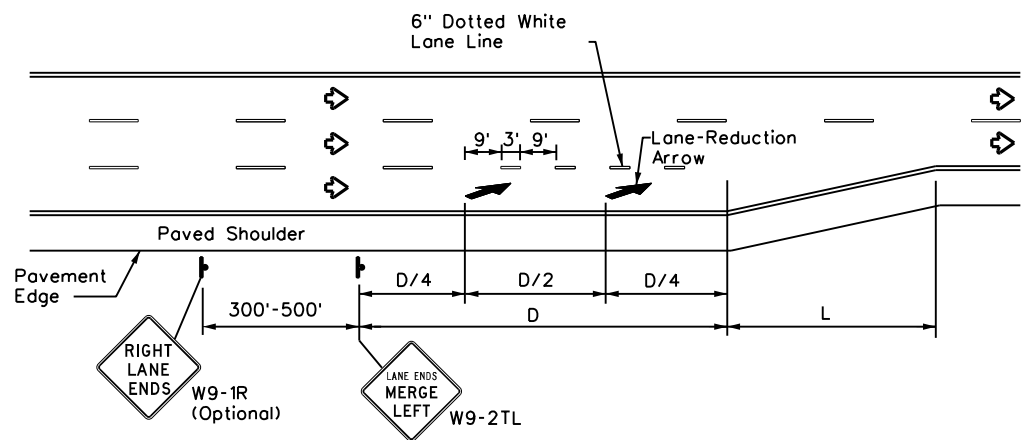 6" Dotted White
Lane Line
9' 3' 9'
Lane-Reduction
Arrow
Paved Shoulder
Pavement
Edge
D/4 D/2 D/4
300'-500' D L
RIGHT
LANE
ENDS
W9-1R
(Optional)
LANE ENDS
MERGE
LEFT
W9-2TL